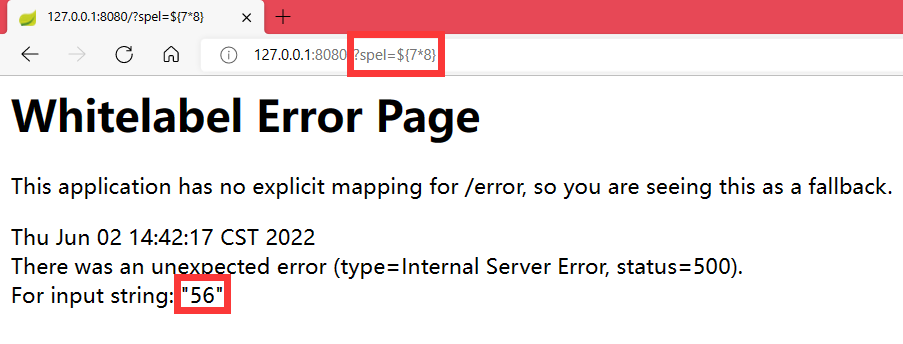 127.0.0.1:8080/?spel=${7*8}
127.0.0.1:8080/?spel=${7*8}
Whitelabel Error Page
This application has no explicit mapping for /error, so you are seeing this as a fallback.
Thu Jun 02 14:42:17 CST 2022
There was an unexpected error (type=Internal Server Error, status=500).
For input string: "56"